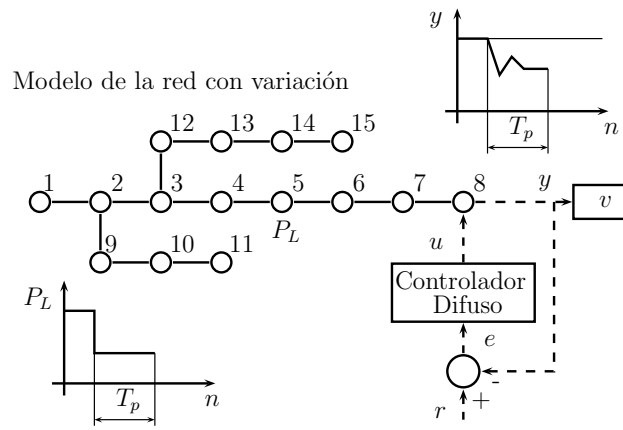 y
n
T_p
Modelo de la red con variación
12 13 14 15
1 2 3 4 5 6 7 8
P_L
y
v
9 10 11
u
Controlador
Difuso
e
-
+
r
P_L
T_p
n